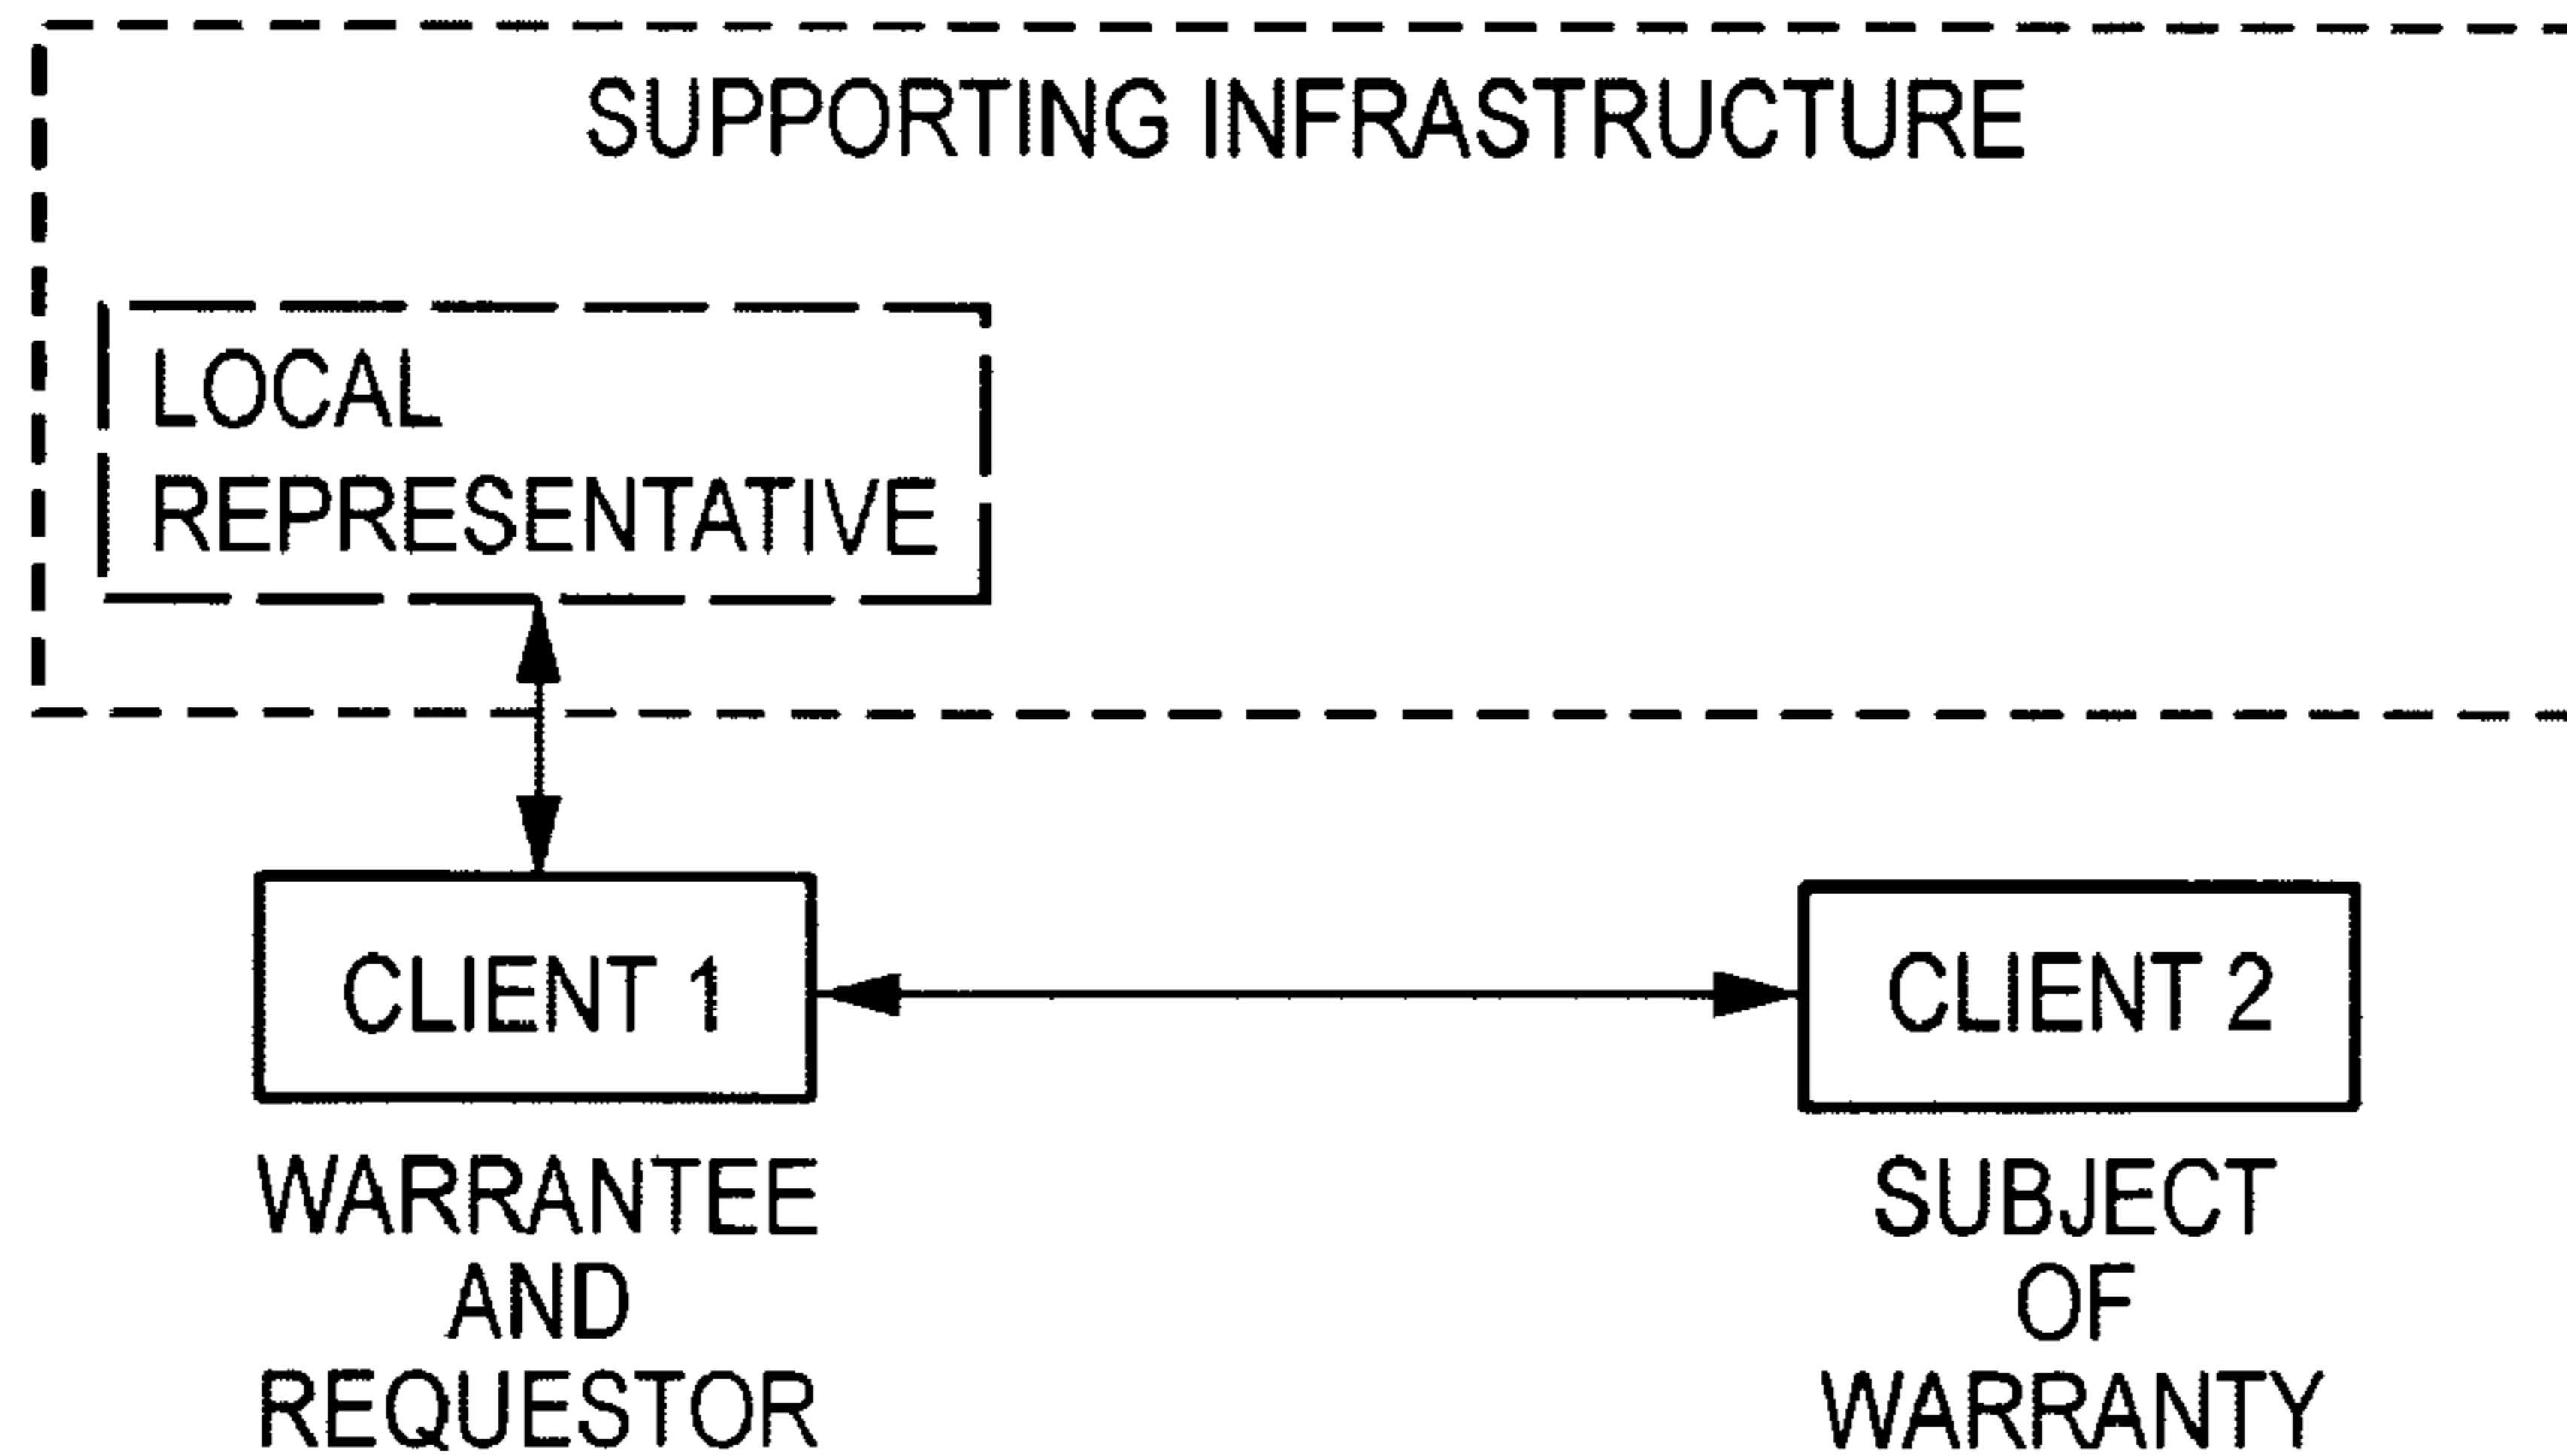 SUPPORTING INFRASTRUCTURE
LOCAL
REPRESENTATIVE
CLIENT 1
CLIENT 2
WARRANTEE
AND
REQUESTOR
SUBJECT
OF
WARRANTY